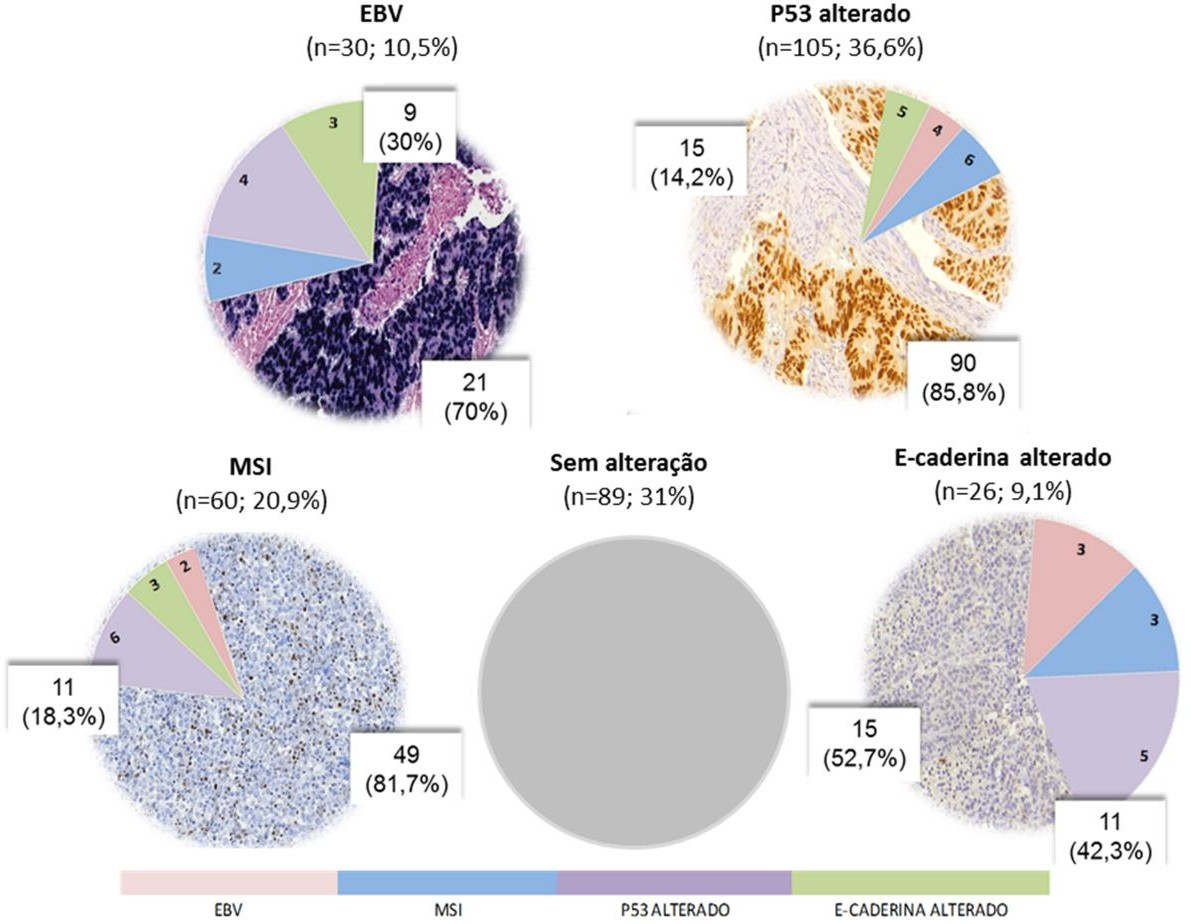 EBV
(n=30; 10,5%)
3
4
2
9
(30%)
21
(70%)
P53 alterado
(n=105; 36,6%)
5
4
6
15
(14,2%)
90
(85,8%)
MSI
(n=60; 20,9%)
2
3
6
11
(18,3%)
49
(81,7%)
Sem alteração
(n=89; 31%)
E-caderina alterado
(n=26; 9,1%)
3
3
5
15
(52,7%)
11
(42,3%)
EBV MSI P53 ALTERADO E-CADERINA ALTERADO